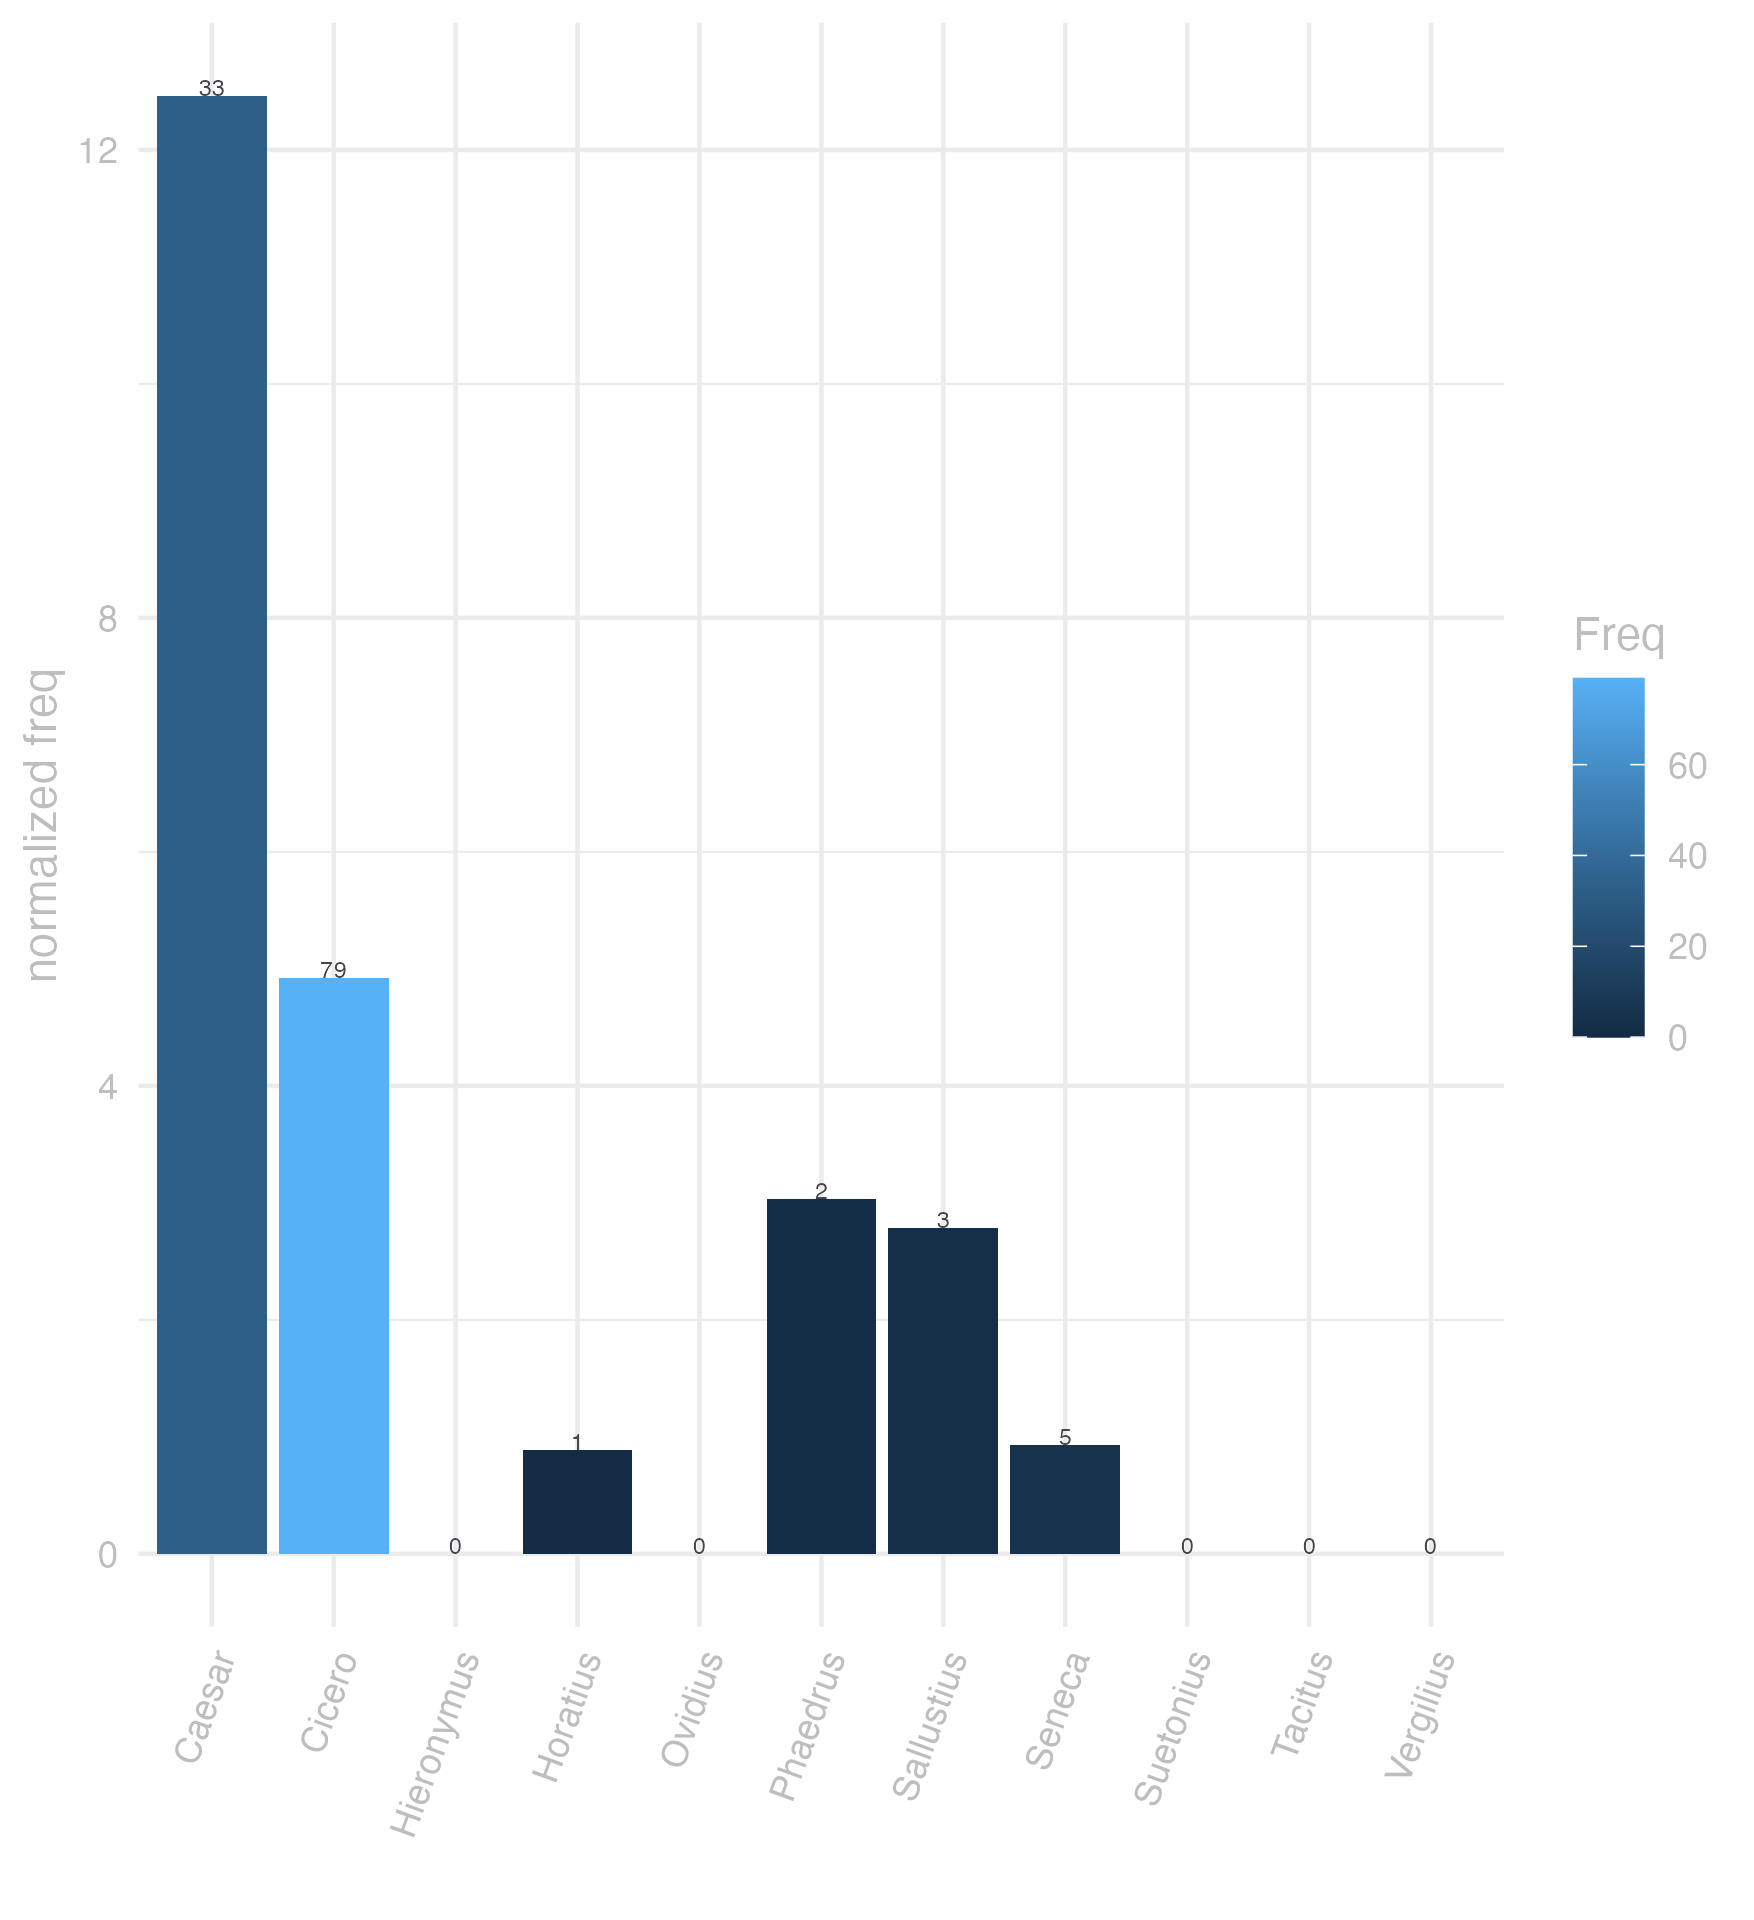 33
12
8
Freq
normalized freq
60
40
79
20
0
4
2
3
5
1
0
0
0
0
0
0
Caesar
Cicero
Hieronymus
Horatius
Ovidius
Phaedrus
Sallustius
Seneca
Suetonius
Tacitus
Vergilius